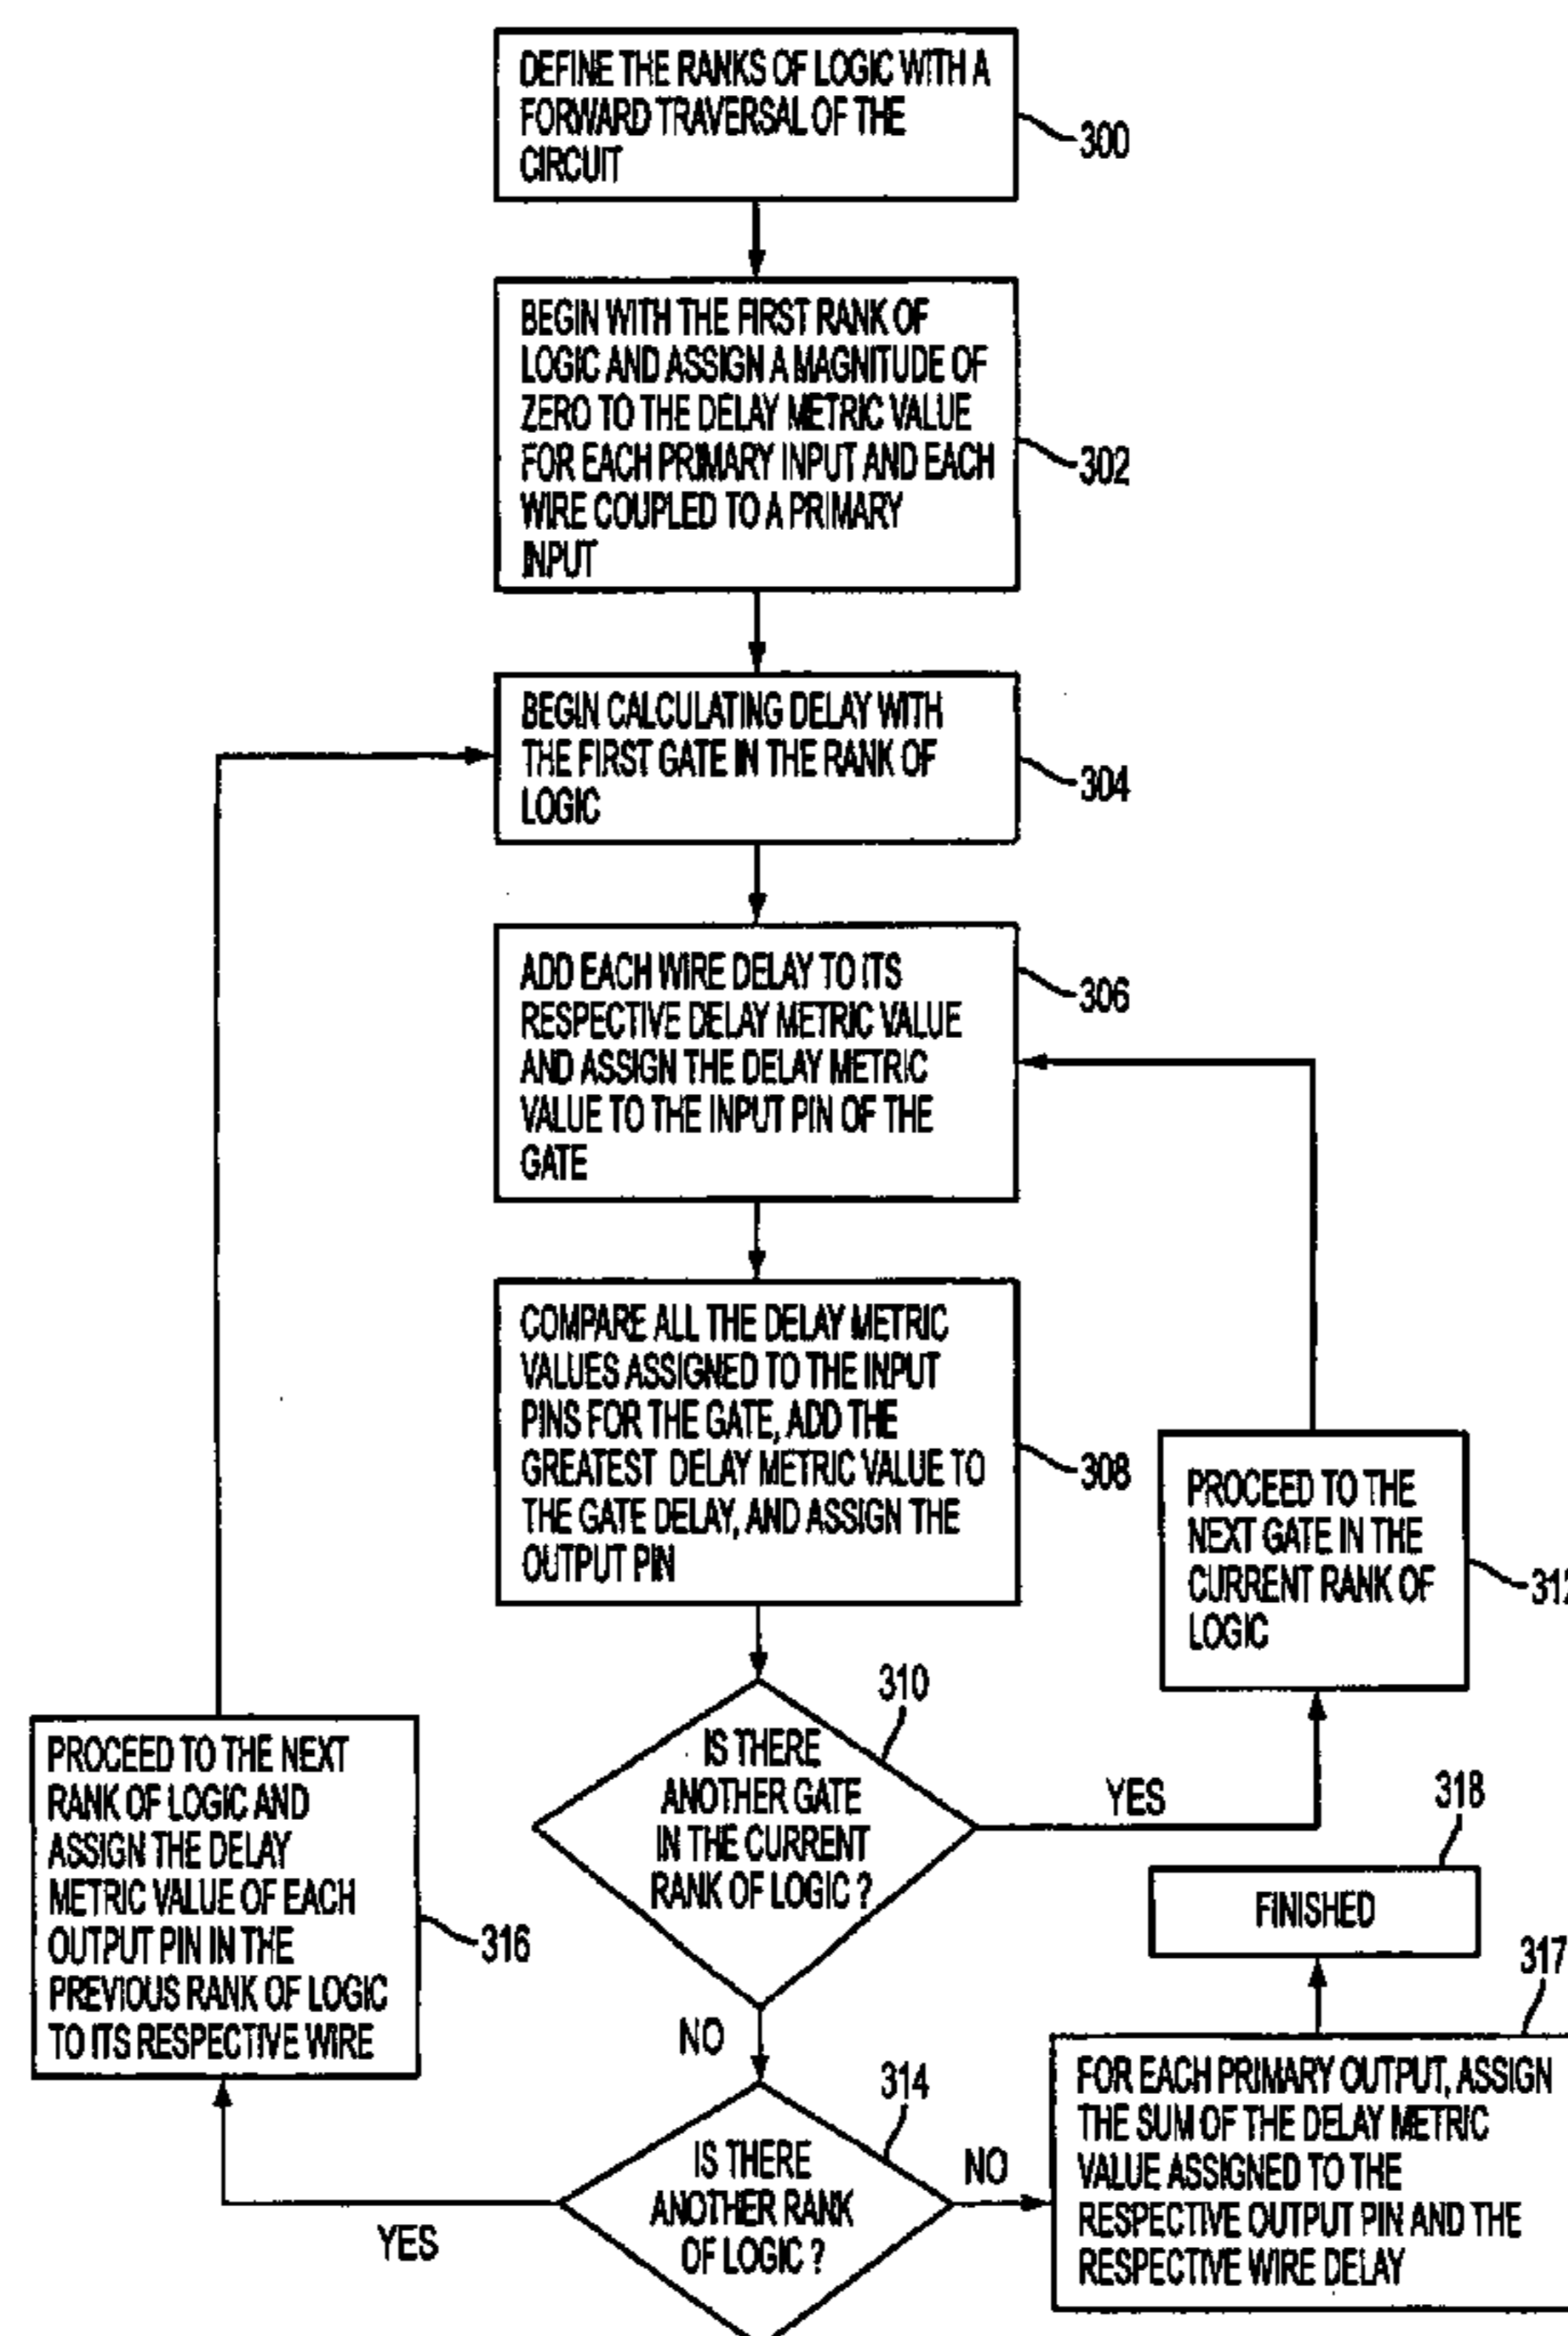 DEFINE THE RANKS OF LOGIC WITH A
FORWARD TRAVERSAL OF THE
CIRCUIT
300
BEGIN WITH THE FIRST RANK OF
LOGIC AND ASSIGN A MAGNITUDE OF
ZERO TO THE DELAY METRIC VALUE
FOR EACH PRIMARY INPUT AND EACH
WIRE COUPLED TO A PRIMARY
INPUT
302
BEGIN CALCULATING DELAY WITH
THE FIRST GATE IN THE RANK OF
LOGIC
304
ADD EACH WIRE DELAY TO ITS
RESPECTIVE DELAY METRIC VALUE
AND ASSIGN THE DELAY METRIC
VALUE TO THE INPUT PIN OF THE
GATE
306
COMPARE ALL THE DELAY METRIC
VALUES ASSIGNED TO THE INPUT
PINS FOR THE GATE, ADD THE
GREATEST DELAY METRIC VALUE TO
THE GATE DELAY, AND ASSIGN THE
OUTPUT PIN
308
PROCEED TO THE
NEXT GATE IN THE
CURRENT RANK OF
LOGIC
312
310
IS THERE
ANOTHER GATE
IN THE CURRENT
RANK OF LOGIC ?
YES
NO
PROCEED TO THE NEXT
RANK OF LOGIC AND
ASSIGN THE DELAY
METRIC VALUE OF EACH
OUTPUT PIN IN THE
PREVIOUS RANK OF LOGIC
TO ITS RESPECTIVE WIRE
316
318
FINISHED
317
314
IS THERE
ANOTHER RANK
OF LOGIC ?
YES
NO
FOR EACH PRIMARY OUTPUT, ASSIGN
THE SUM OF THE DELAY METRIC
VALUE ASSIGNED TO THE
RESPECTIVE OUTPUT PIN AND THE
RESPECTIVE WIRE DELAY